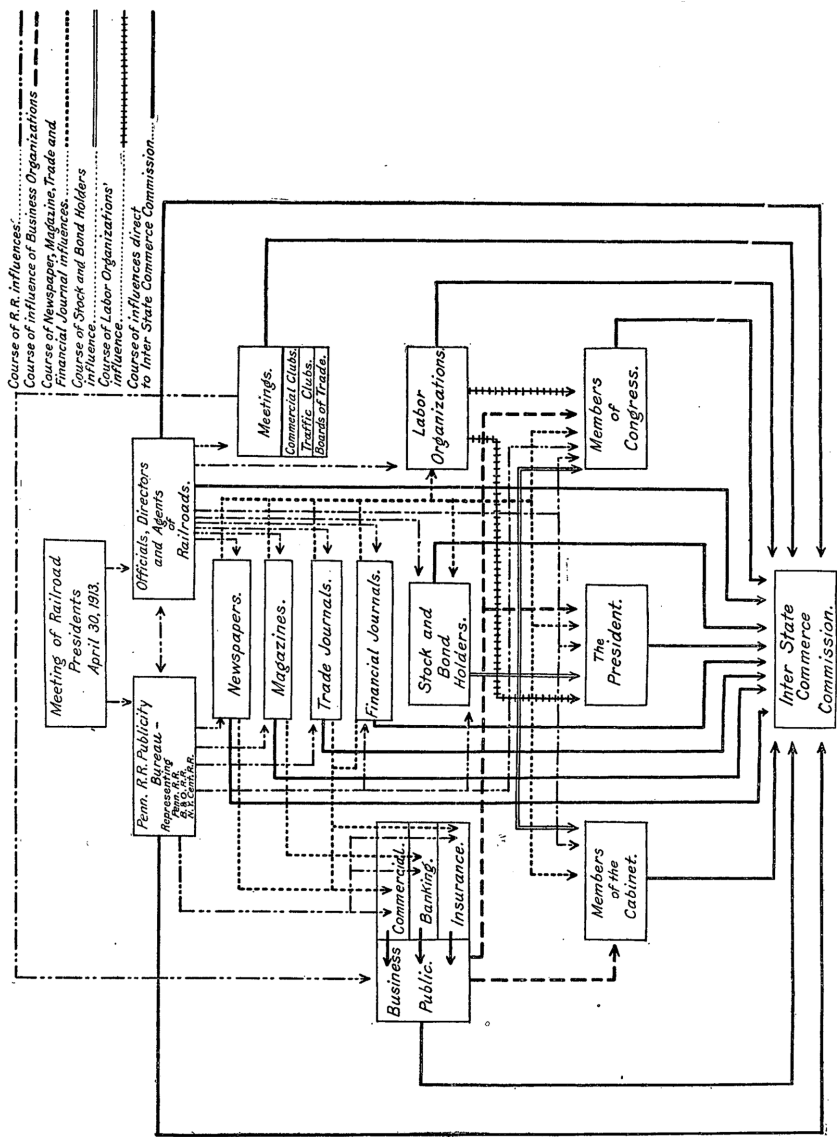 Course of R.R. influences.
Course of influence of Business Organizations
Course of Newspaper, Magazine, Trade and
Financial Journal influences.
Course of Stock and Bond Holders
influence.
Course of Labor Organizations'
influence.
Course of influences direct
to Inter State Commerce Commission.
Meeting of Railroad
Presidents
April 30, 1913.
Penn. R.R. Publicity
Bureau-
Representing
Penn. R.R.
B.&O. R.R.
N.Y. Cent. R.R.
Officials, Directors
and Agents
of
Railroads.
Meetings.
Commercial Clubs.
Traffic Clubs.
Boards of Trade.
Newspapers.
Magazines.
Trade Journals.
Financial Journals.
Business
Public.
Commercial.
Banking.
Insurance.
Stock and
Bond
Holders.
Labor
Organizations.
Members
of the
Cabinet.
The
President.
Members
of
Congress.
Inter State
Commerce
Commission.